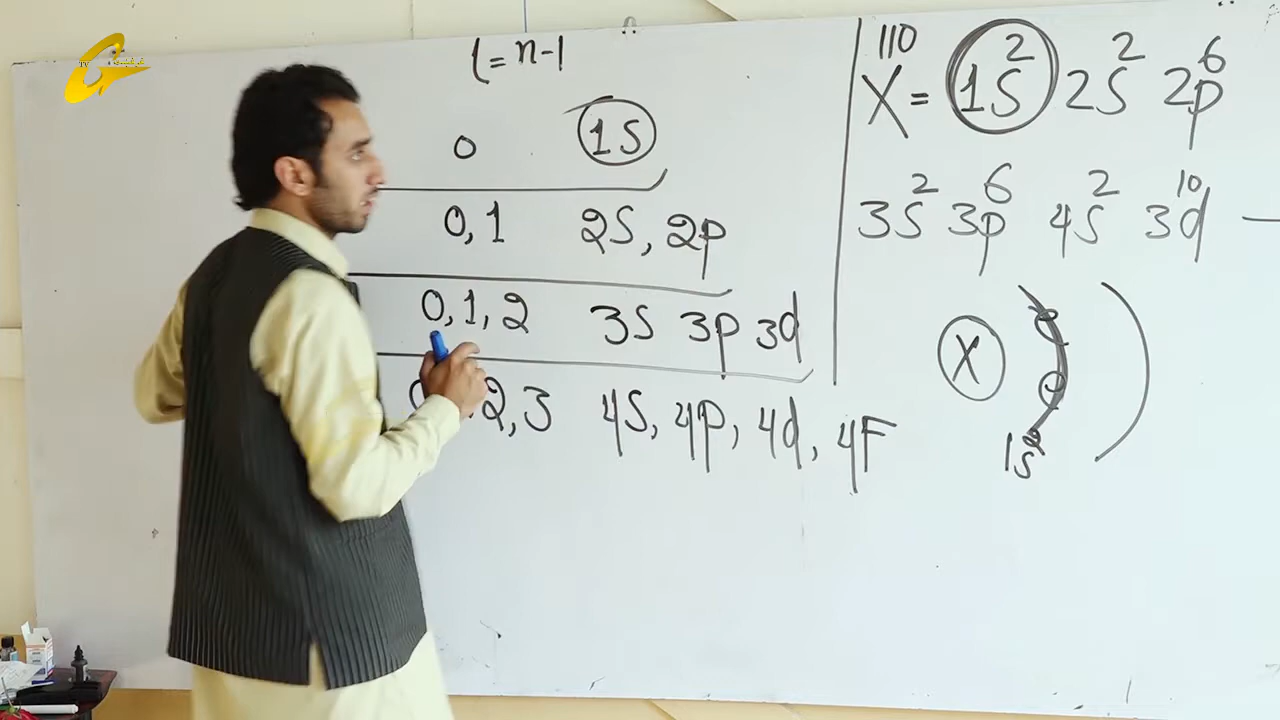 l = n-1
0 1S
0,1 2S, 2p
0,1,2 3S 3p 3d
2,3 4S, 4p, 4d, 4F
110
X = 1S² 2S² 2p⁶
3S² 3p⁶ 4S² 3d¹⁰ —
X
1S²